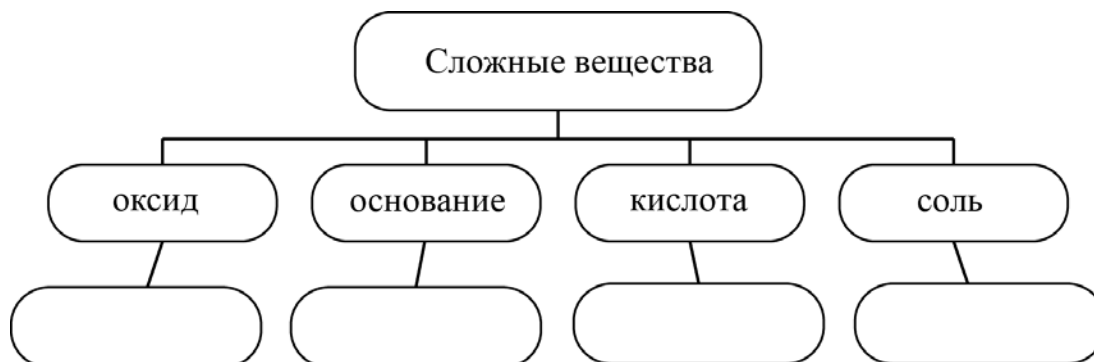 Сложные вещества
оксид
основание
кислота
соль